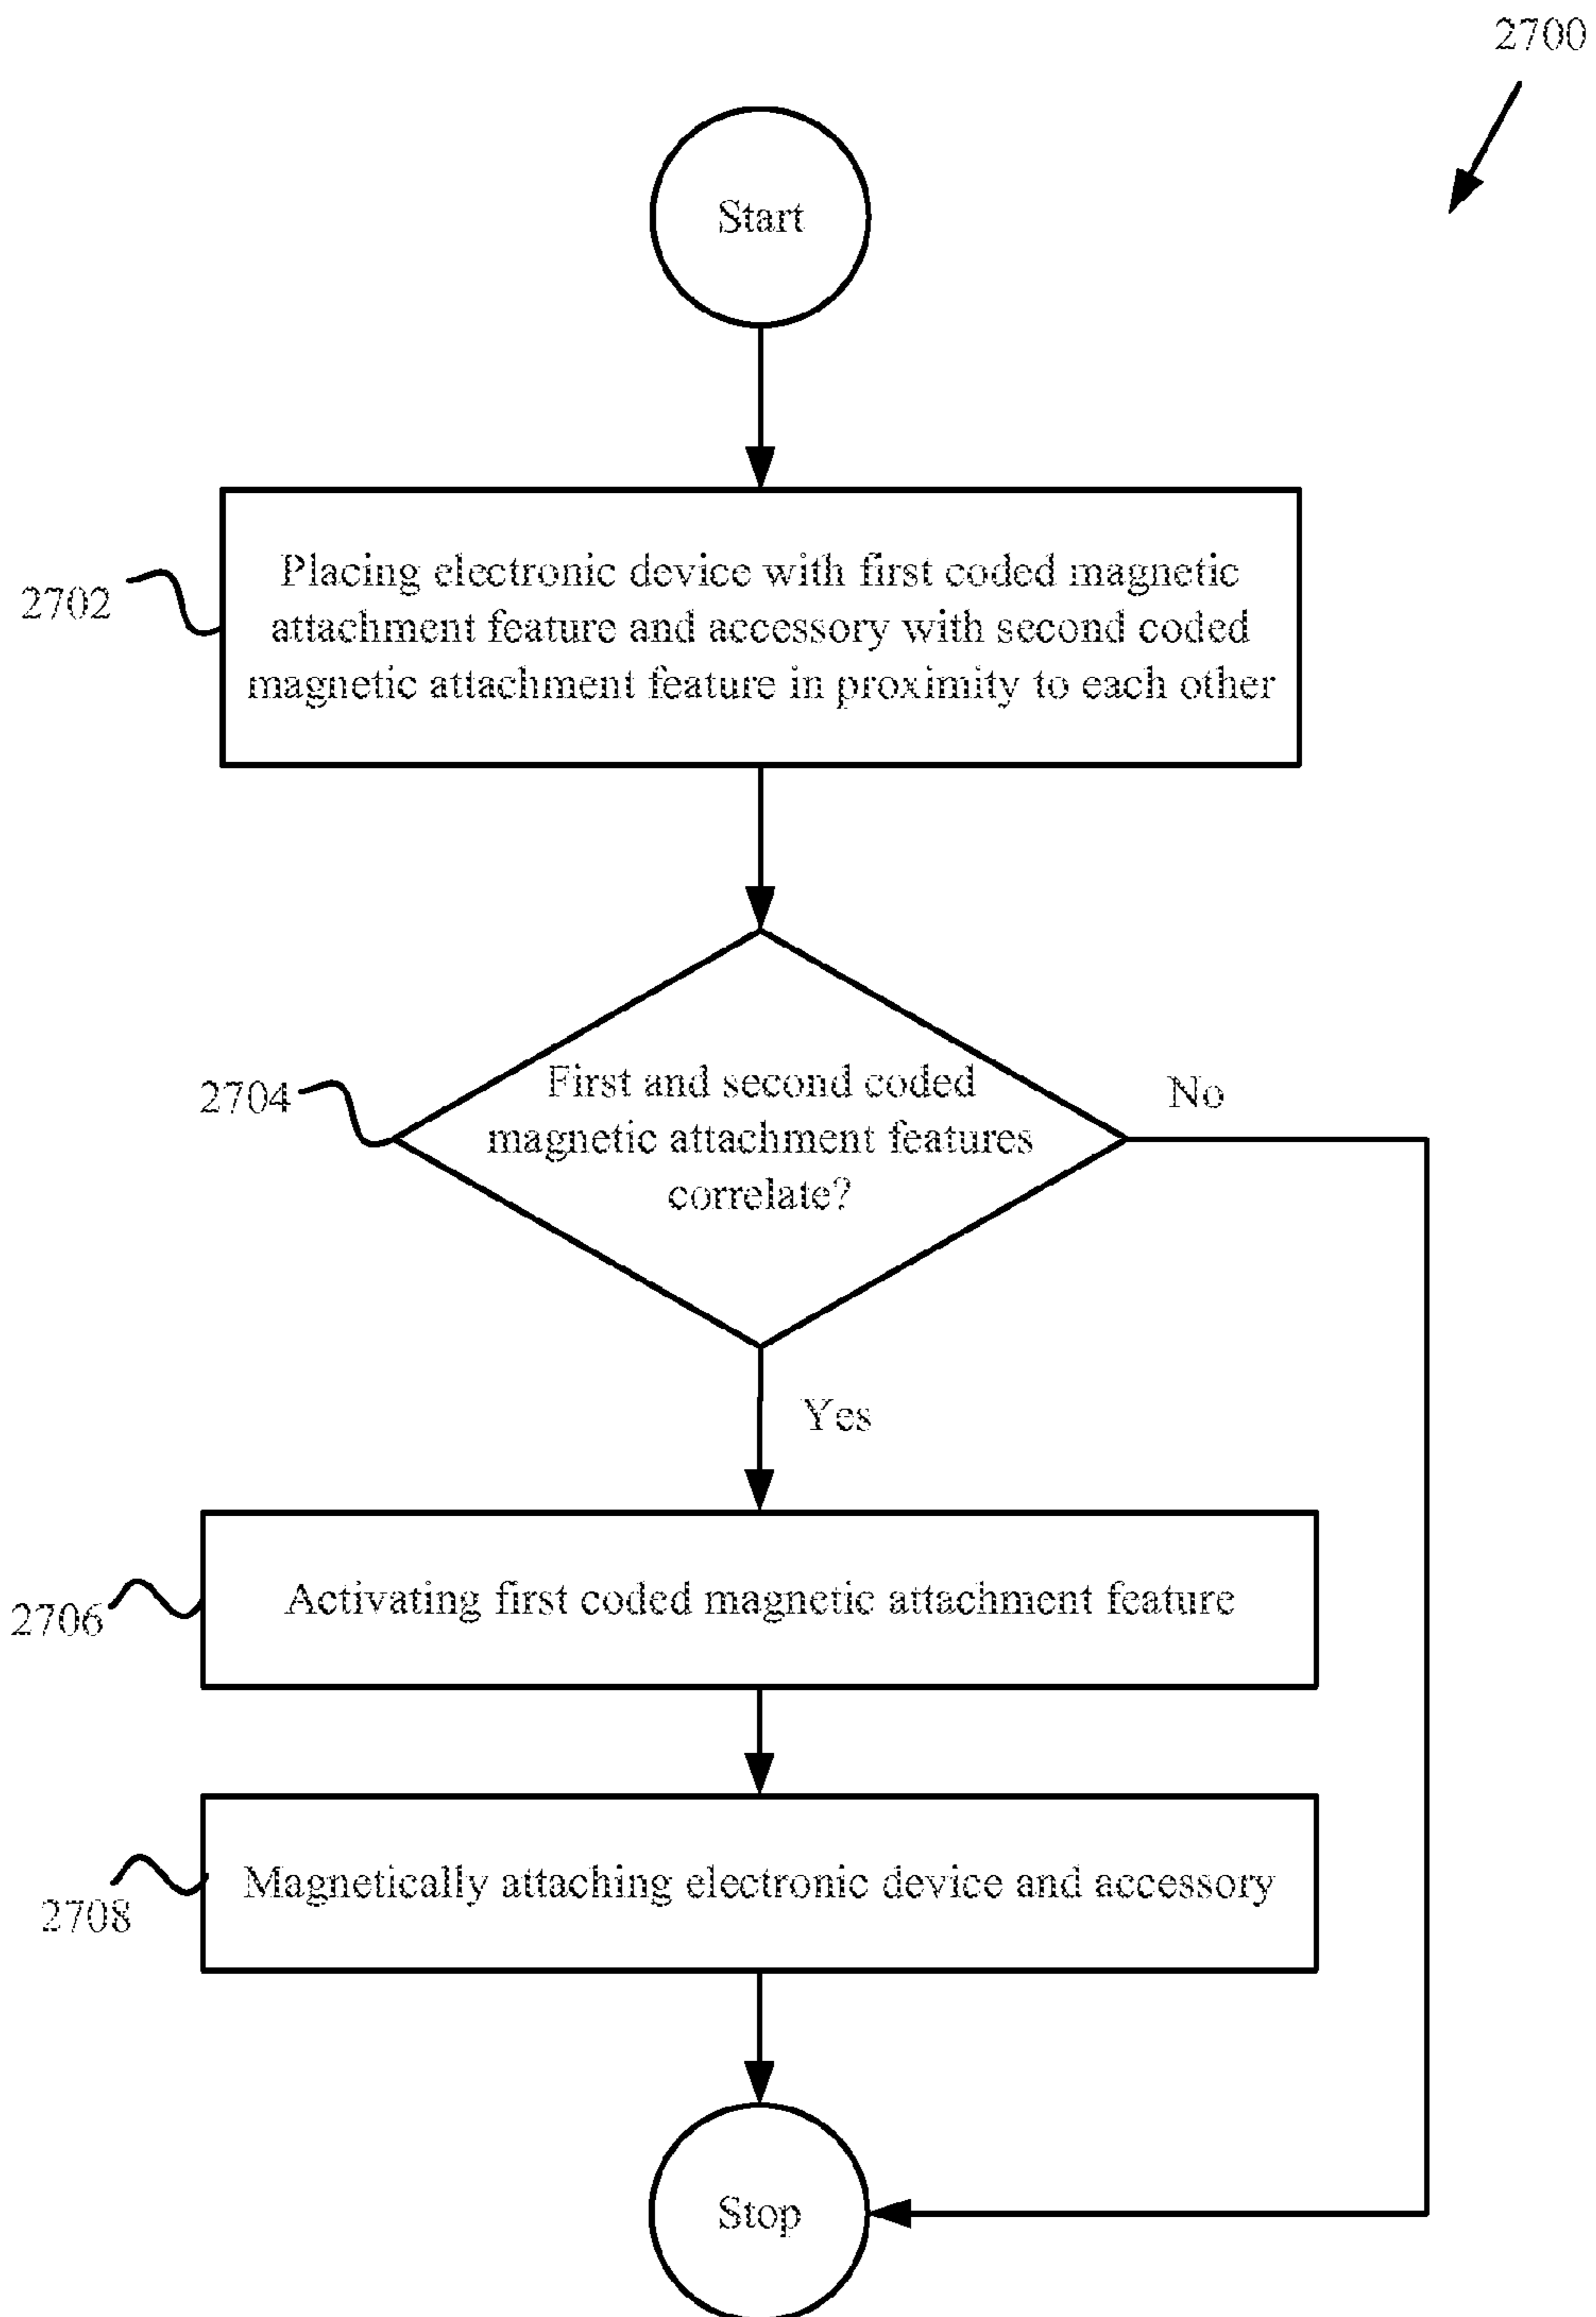 2700
Start
2702
Placing electronic device with first coded magnetic
attachment feature and accessory with second coded
magnetic attachment feature in proximity to each other
2704
First and second coded
magnetic attachment features
correlate?
No
Yes
2706
Activating first coded magnetic attachment feature
2708
Magnetically attaching electronic device and accessory
Stop